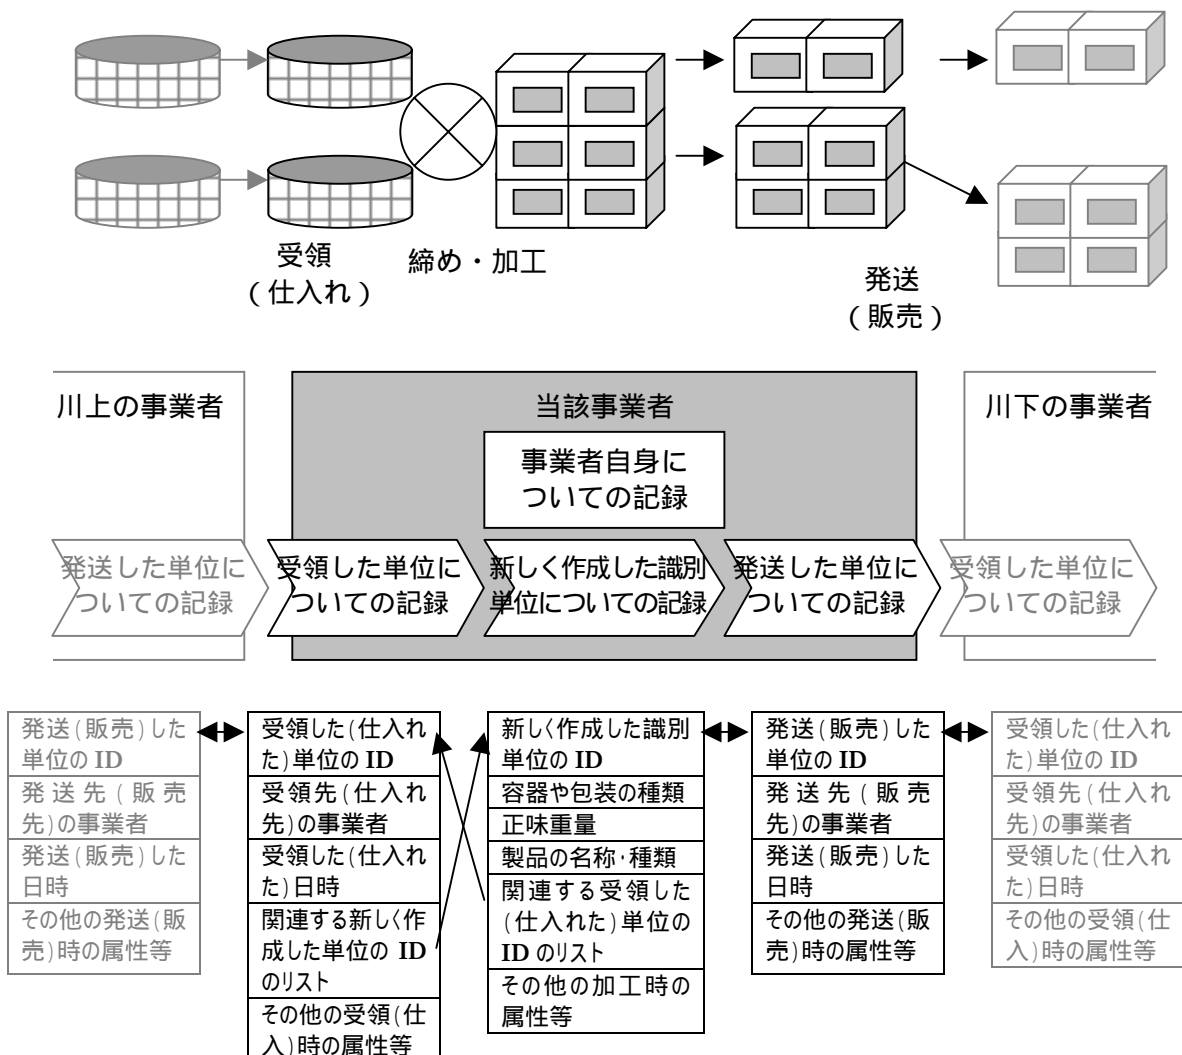 受領
(仕入れ)
締め・加工
発送
(販売)
川上の事業者
当該事業者
川下の事業者
事業者自身に
ついての記録
発送した単位に
ついての記録
受領した単位に
ついての記録
新しく作成した識別
単位についての記録
発送した単位に
ついての記録
受領した単位に
ついての記録
発送(販売)した
単位の ID
発送先(販売
先)の事業者
発送(販売)した
日時
その他の発送(販
売)時の属性等
受領した(仕入れ
た)単位の ID
受領先(仕入れ
先)の事業者
受領した(仕入れ
た)日時
関連する新しく作
成した単位の ID
のリスト
その他の受領(仕
入)時の属性等
新しく作成した識別
単位の ID
容器や包装の種類
正味重量
製品の名称・種類
関連する受領した
(仕入れた)単位の
ID のリスト
その他の加工時の
属性等
発送(販売)した
単位の ID
発送先(販売
先)の事業者
発送(販売)した
日時
その他の発送(販
売)時の属性等
受領した(仕入れ
た)単位の ID
受領先(仕入れ
先)の事業者
受領した(仕入れ
た)日時
その他の受領(仕
入)時の属性等